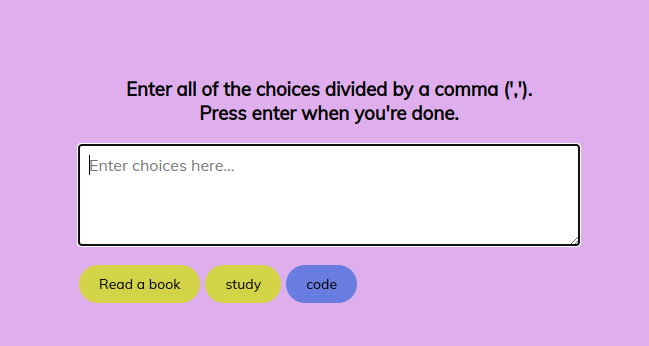 Enter all of the choices divided by a comma (',').
Press enter when you're done.
Enter choices here...
Read a book study code